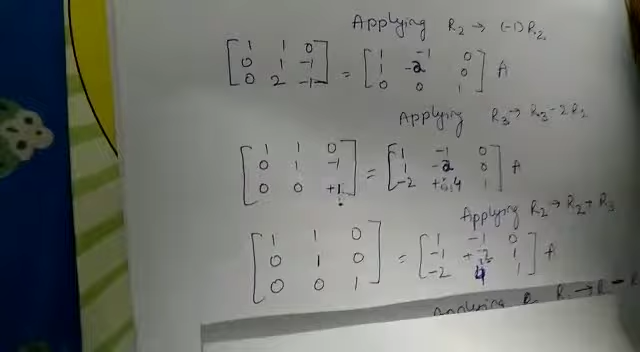 Applying R2 → (-1)R2
[1 1 0] [1 -1 0]
[0 1 -1] = [1 -2 0] A
[0 2 -1] [0 0 1]
Applying R3 → R3-2R2
[1 1 0] [1 -1 0]
[0 1 -1] = [1 -2 0] A
[0 0 +1] [-2 +4 1]
Applying R2 → R2+R3
[1 1 0] [1 -1 0]
[0 1 0] = [-1 +2 1] A
[0 0 1] [-2 4 1]
Applying